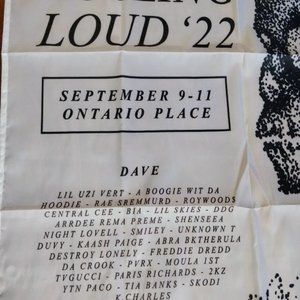 LOUD '22
SEPTEMBER 9-11
ONTARIO PLACE
DAVE
LIL UZI VERT - A BOOGIE WIT DA
HOODIE - RAE SREMMURD - ROYWOODS
CENTRAL CEE - BIA - LIL SKIES - DDG
ARRDEE REMA PREME - SHENSEEA
NIGHT LOVELL - SMILEY - UNKNOWN T
DUVY - KAASH PAIGE - ABRA BKTHERULA
DESTROY LONELY - FREDDIE DREDD
DA CROOK - PVRX - MOULA 1ST
TVGUCCI - PARIS RICHARDS - 2KZ
YTN PACO - TIA BANKS - SKODI
K.CHARLES